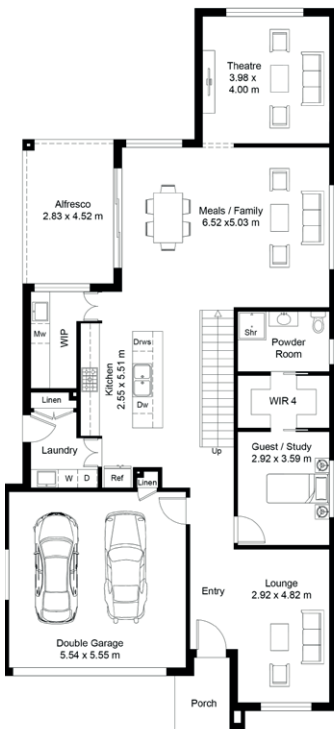 Theatre
3.98 x
4.00 m
Alfresco
2.83 x 4.52 m
Meals / Family
6.52 x5.03 m
Mw
WIP
Kitchen
2.55 x 5.51 m
Drws
Dw
Shr
Powder
Room
Linen
WIR 4
Laundry
Up
Guest / Study
2.92 x 3.59 m
W
D
Ref
Linen
Entry
Lounge
2.92 x 4.82 m
Double Garage
5.54 x 5.55 m
Porch